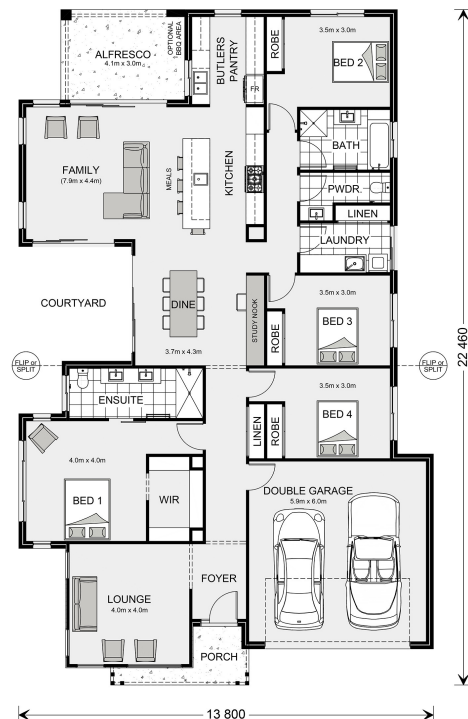 ALFRESCO
4.1m x 3.0m
OPTIONAL
BBQ AREA
BUTLERS
PANTRY
ROBE
3.5m x 3.0m
BED 2
FR
FAMILY
(7.9m x 4.4m)
MEALS
KITCHEN
BATH
PWDR.
LINEN
LAUNDRY
COURTYARD
DINE
3.7m x 4.3m
STUDY NOOK
3.5m x 3.0m
BED 3
ROBE
FLIP or
SPLIT
FLIP or
SPLIT
22 460
ENSUITE
3.5m x 3.0m
BED 4
LINEN
ROBE
4.0m x 4.0m
BED 1
WIR
DOUBLE GARAGE
5.9m x 6.0m
FOYER
LOUNGE
4.0m x 4.0m
PORCH
13 800